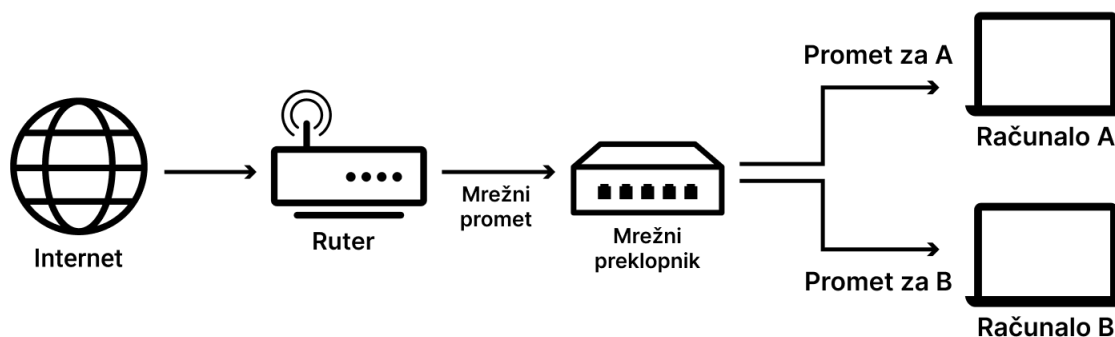 Internet
Ruter
Mrežni
promet
Mrežni
preklopnik
Promet za A
Računalo A
Promet za B
Računalo B